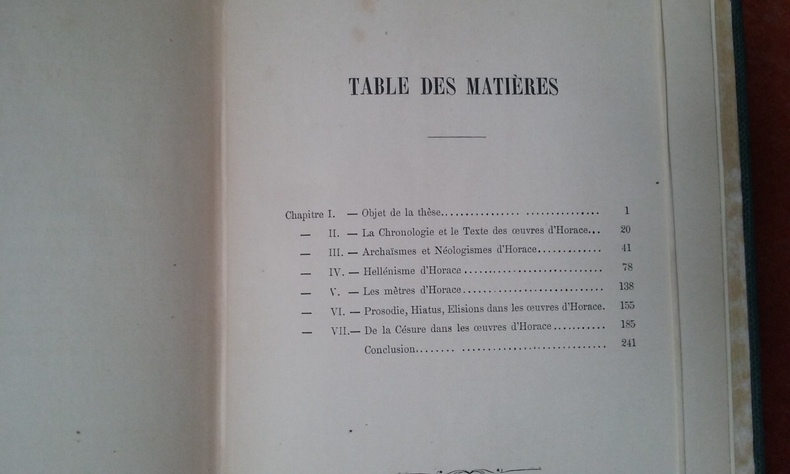 TABLE DES MATIÈRES
Chapitre I. — Objet de la thèse............... .............. 1
— II. — La Chronologie et le Texte des œuvres d'Horace... 20
— III. — Archaïsmes et Néologismes d'Horace............. 41
— IV. — Hellénisme d'Horace ............................ 78
— V. — Les mètres d'Horace............................. 138
— VI. — Prosodie, Hiatus, Elisions dans les œuvres d'Horace. 155
— VII.— De la Césure dans les œuvres d'Horace ........... 185
Conclusion........ ............................. 241